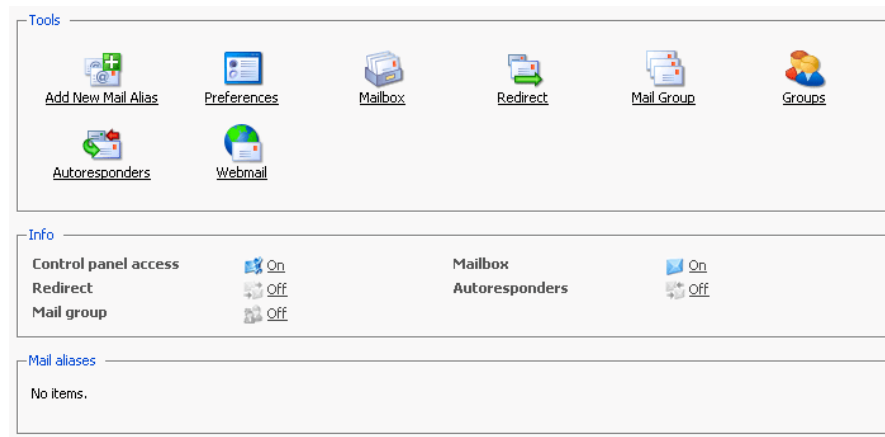 Tools
Add New Mail Alias Preferences Mailbox Redirect Mail Group Groups
Autoresponders Webmail
Info
Control panel access On Mailbox On
Redirect Off Autoresponders Off
Mail group Off
Mail aliases
No items.